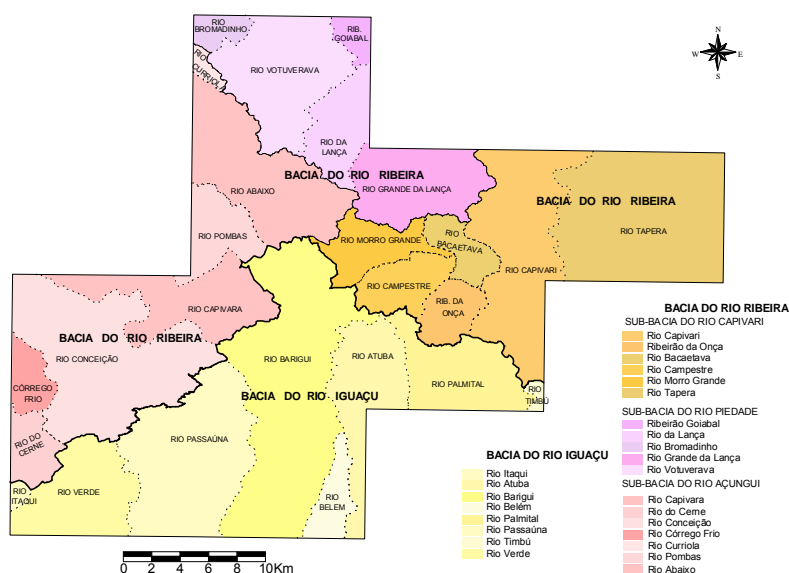 RIO
BROMADINHO
RIB.
GOIABAL
RIO
CURRIOLA
RIO VOTUVERAVA
N
W E
S
RIO DA
LANÇA
BACIA DO RIO RIBEIRA
RIO ABAIXO
RIO GRANDE DA LANÇA
BACIA DO RIO RIBEIRA
RIO TAPERA
RIO POMBAS
RIO MORRO GRANDE
RIO
BACAETAVA
RIO CAPIVARI
RIO CAMPESTRE
RIB. DA
ONÇA
RIO CAPIVARA
BACIA DO RIO RIBEIRA
RIO CONCEIÇÃO
RIO BARIGUI
RIO ATUBA
RIO PALMITAL
RIO
TIMBÚ
CÓRREGO
FRIO
BACIA DO RIO IGUAÇU
RIO DO
CERNE
RIO PASSAÚNA
RIO
ITAQUI
RIO VERDE
RIO
BELEM
0 2 4 6 8 10Km
BACIA DO RIO IGUAÇU
Rio Itaqui
Rio Atuba
Rio Barigui
Rio Belém
Rio Palmital
Rio Passaúna
Rio Timbú
Rio Verde
BACIA DO RIO RIBEIRA
SUB-BACIA DO RIO CAPIVARI
Rio Capivari
Ribeirão da Onça
Rio Bacaetava
Rio Campestre
Rio Morro Grande
Rio Tapera
SUB-BACIA DO RIO PIEDADE
Ribeirão Goiabal
Rio da Lança
Rio Bromadinho
Rio Grande da Lança
Rio Votuverava
SUB-BACIA DO RIO AÇUNGUI
Rio Capivara
Rio do Cerne
Rio Conceição
Rio Córrego Frio
Rio Curriola
Rio Pombas
Rio Abaixo